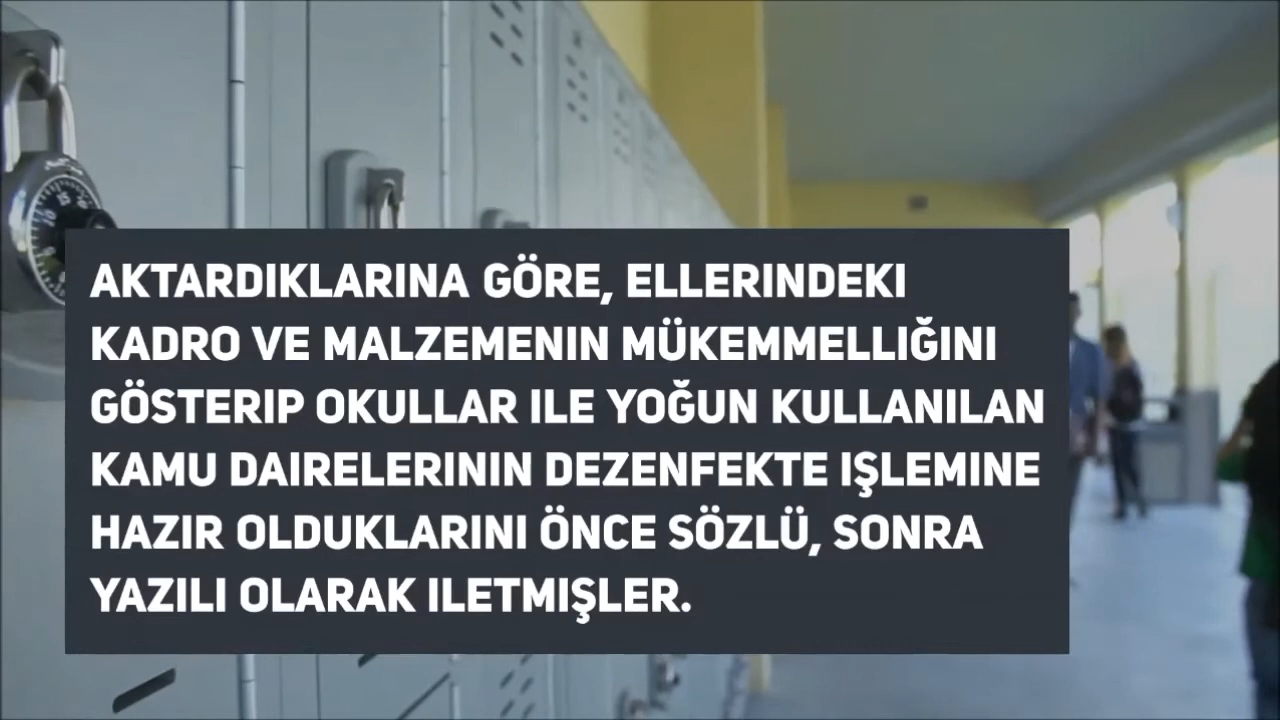 AKTARDIKLARINA GÖRE, ELLERINDEKI
KADRO VE MALZEMENIN MÜKEMMELLIĞINI
GÖSTERIP OKULLAR ILE YOĞUN KULLANILAN
KAMU DAIRELERININ DEZENFEKTE IŞLEMINE
HAZIR OLDUKLARINI ÖNCE SÖZLÜ, SONRA
YAZILI OLARAK ILETMIŞLER.